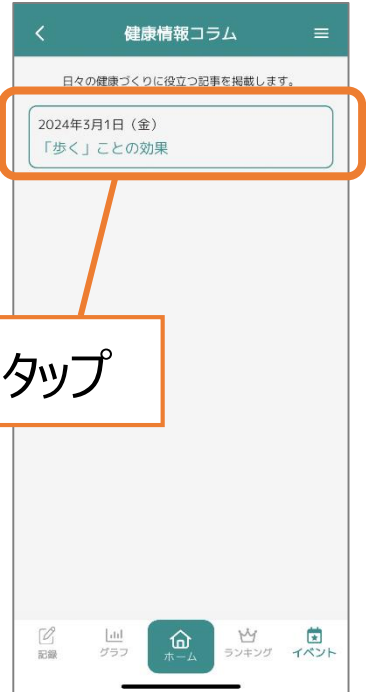 健康情報コラム
日々の健康づくりに役立つ記事を掲載します。
2024年3月1日（金）
「歩く」ことの効果
タップ
記録
グラフ
ホーム
ランキング
イベント